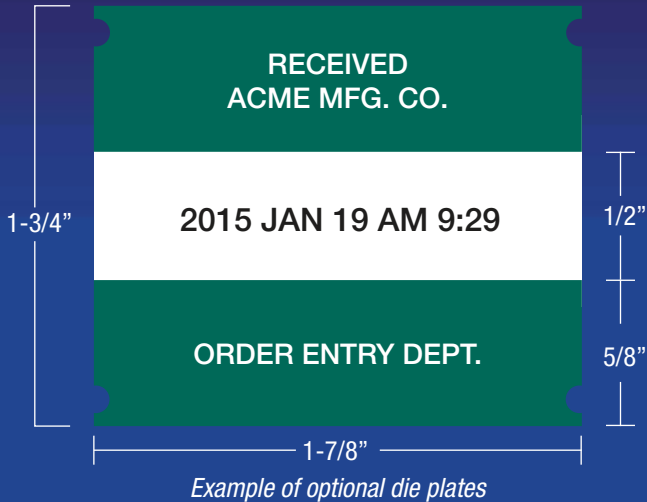 RECEIVED
ACME MFG. CO.
1-3/4”
2015 JAN 19 AM 9:29
1/2”
ORDER ENTRY DEPT.
5/8”
1-7/8”
Example of optional die plates